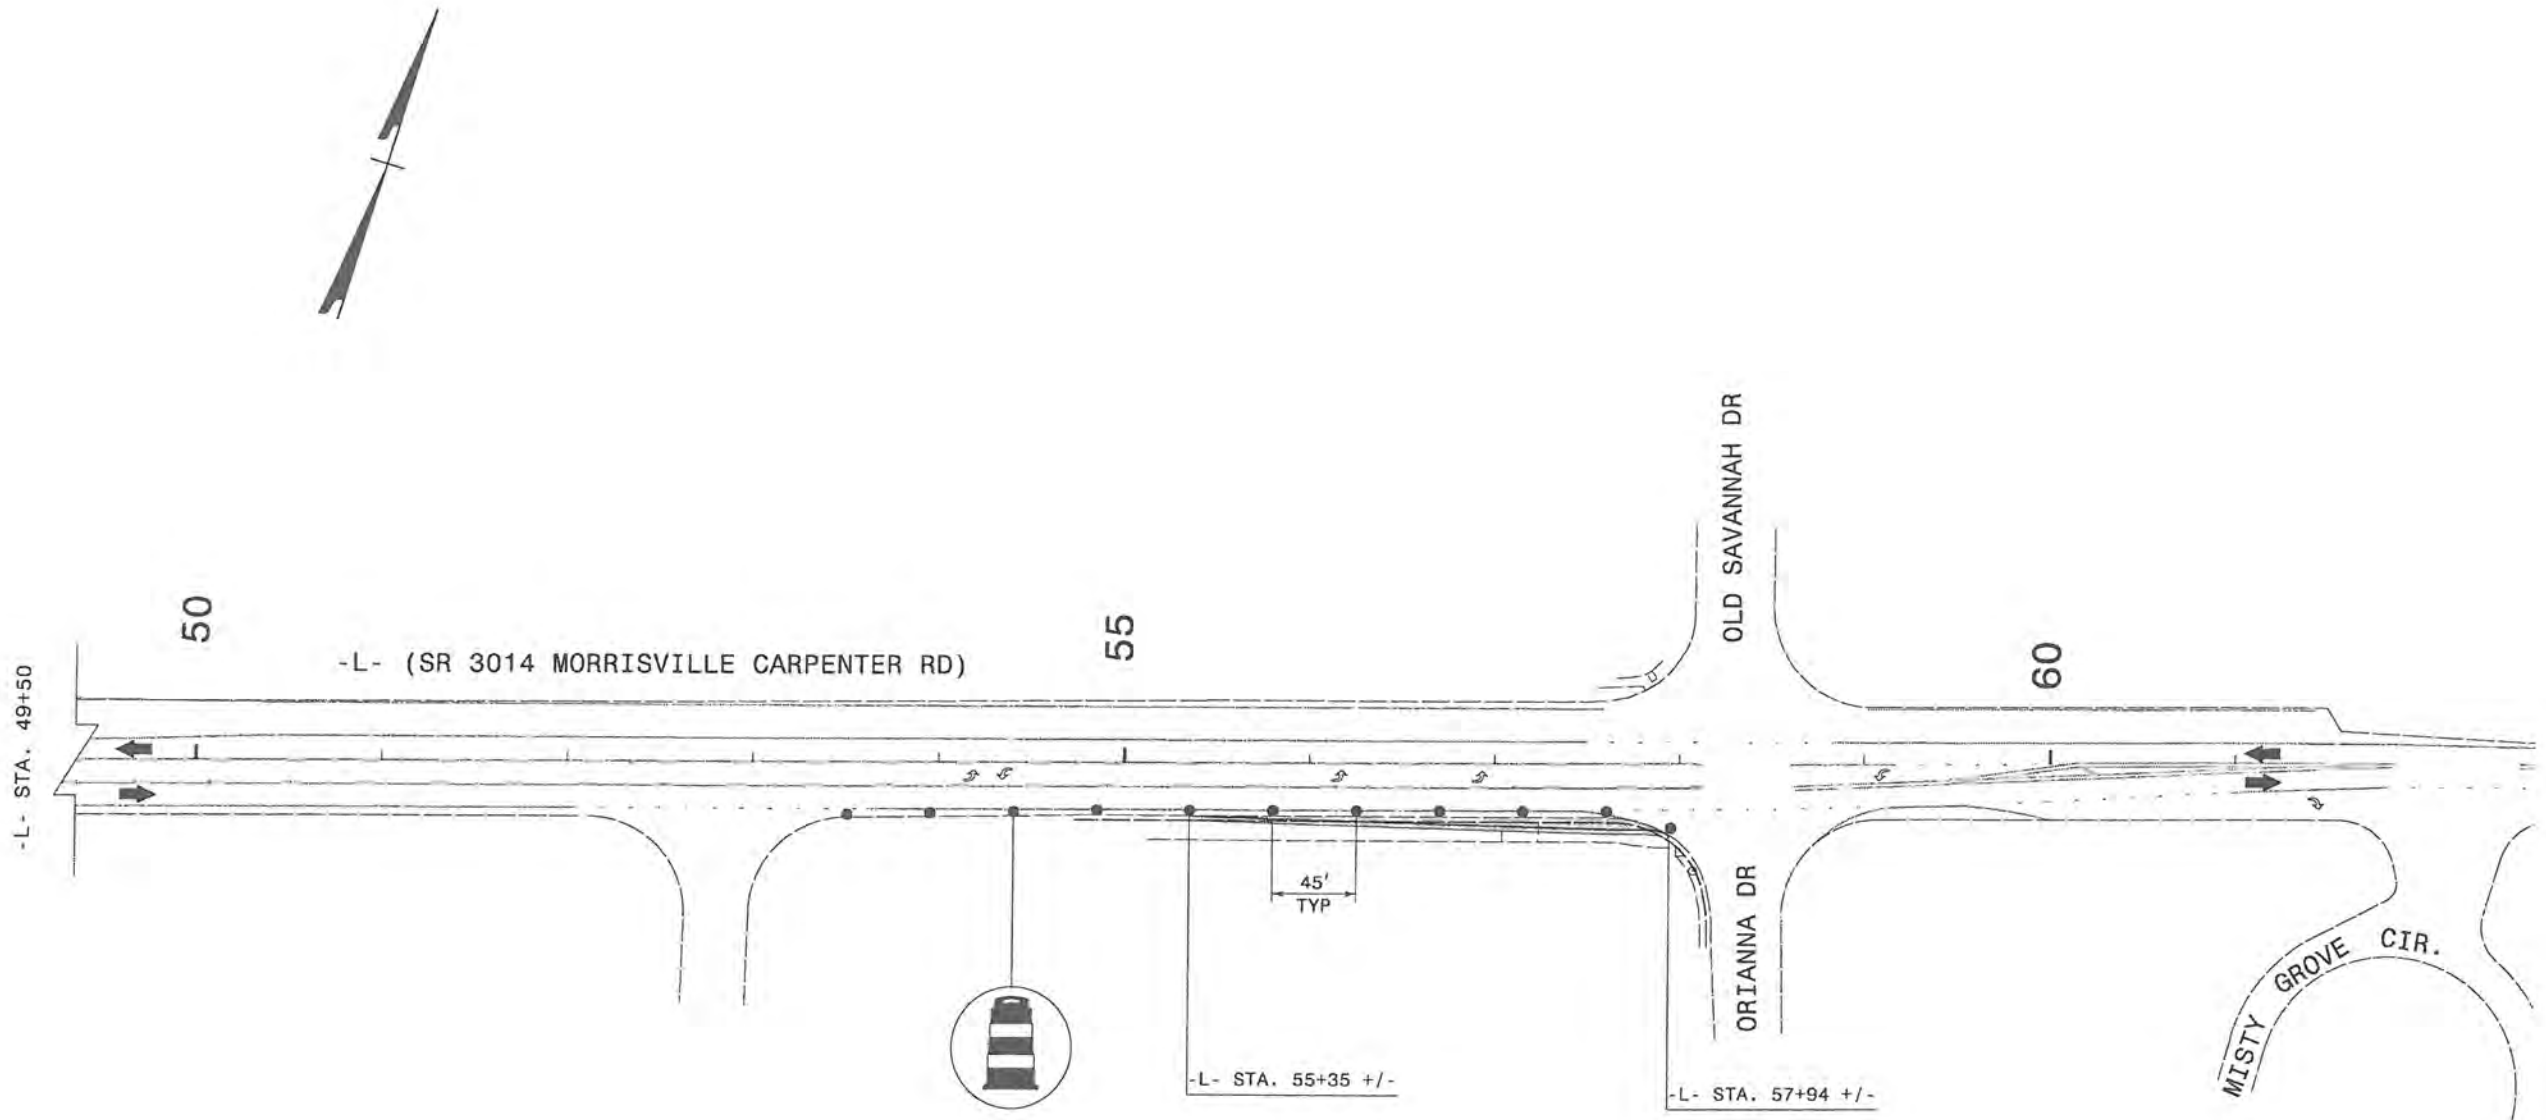 OLD SAVANNAH DR
50
55
60
-L- (SR 3014 MORRISVILLE CARPENTER RD)
-L- STA. 49+50
45'
TYP
ORIANNA DR
MISTY GROVE CIR.
-L- STA. 55+35 +/-
-L- STA. 57+94 +/-